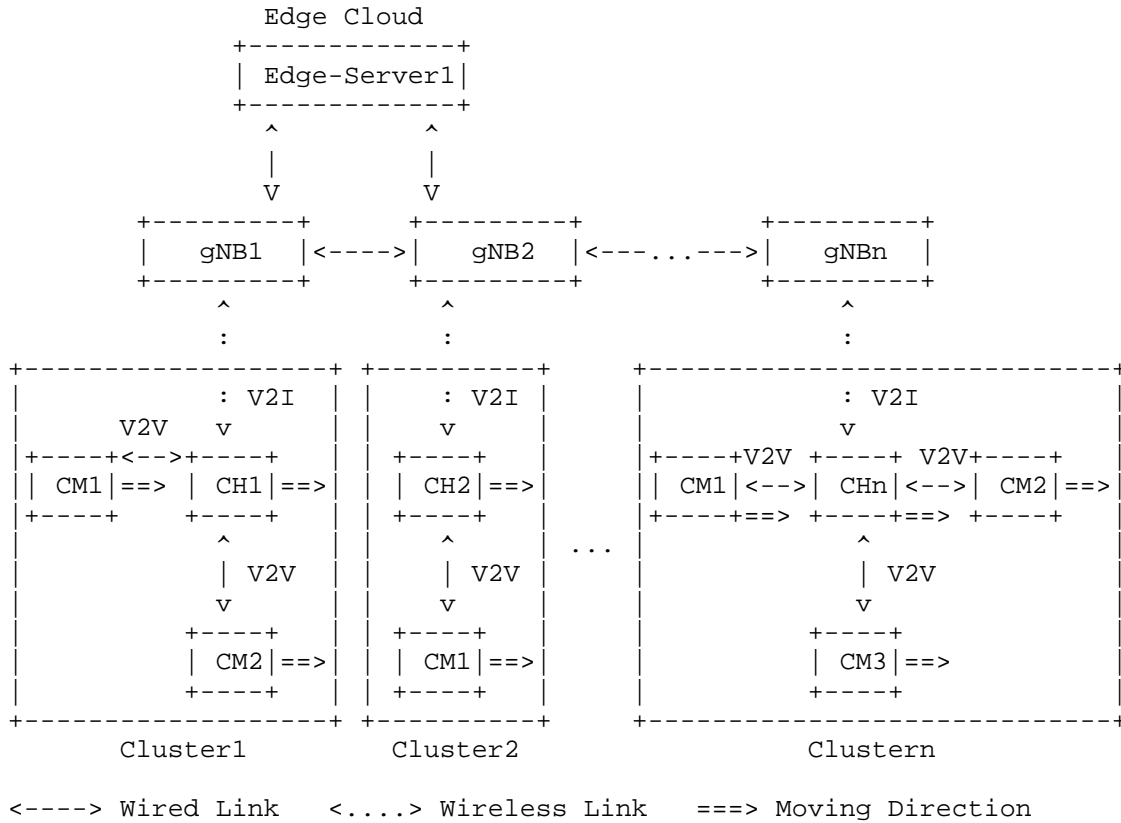 Edge Cloud
Edge-Server1
gNB1 <----> gNB2 <---...---> gNBn
: : :
: V2I : V2I : V2I
V2V v v v
<--> V2V V2V
CM1 ==> CH1 ==> CH2 ==> CM1 <--> CHn <--> CM2 ==>
==> ==>
...
V2V V2V V2V
v v v
CM2 ==> CM1 ==> CM3 ==>
Cluster1 Cluster2 Clustern
<----> Wired Link <....> Wireless Link ===> Moving Direction